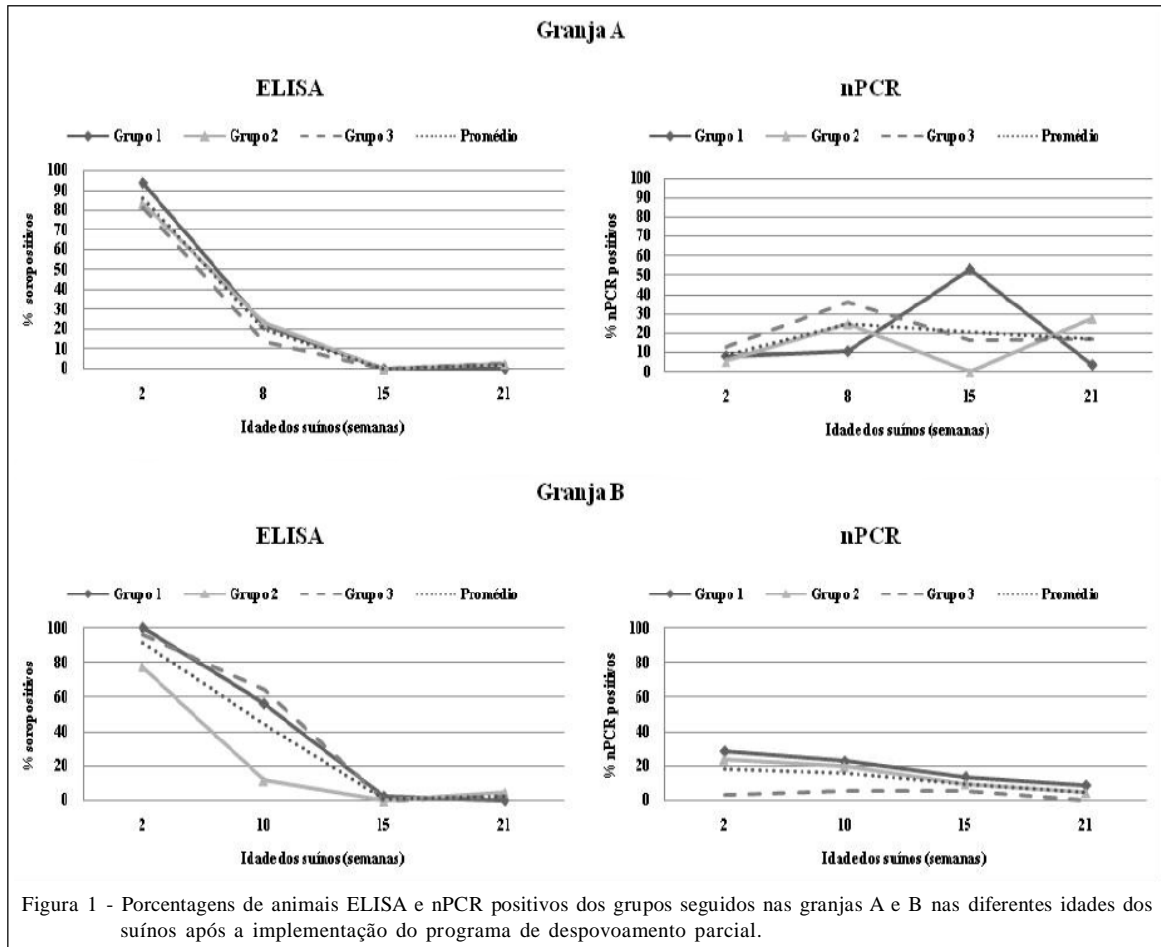 Granja A
ELISA
Grupo 1 Grupo 2 Grupo 3 Promédio
% soropositivos
100
90
80
70
60
50
40
30
20
10
0
2 8 15 21
Idade dos suínos (semanas)
nPCR
Grupo 1 Grupo 2 Grupo 3 Promédio
% nPCR positivos
100
90
80
70
60
50
40
30
20
10
0
2 8 15 21
Idade dos suínos (semanas)
Granja B
ELISA
Grupo 1 Grupo 2 Grupo 3 Promédio
% soropositivos
100
80
60
40
20
0
2 10 15 21
Idade dos suínos (semanas)
nPCR
Grupo 1 Grupo 2 Grupo 3 Promédio
% nPCR positivos
100
80
60
40
20
0
2 10 15 21
Idade dos suínos (semanas)
Figura 1 - Porcentagens de animais ELISA e nPCR positivos dos grupos seguidos nas granjas A e B nas diferentes idades dos
suínos após a implementação do programa de despovoamento parcial.